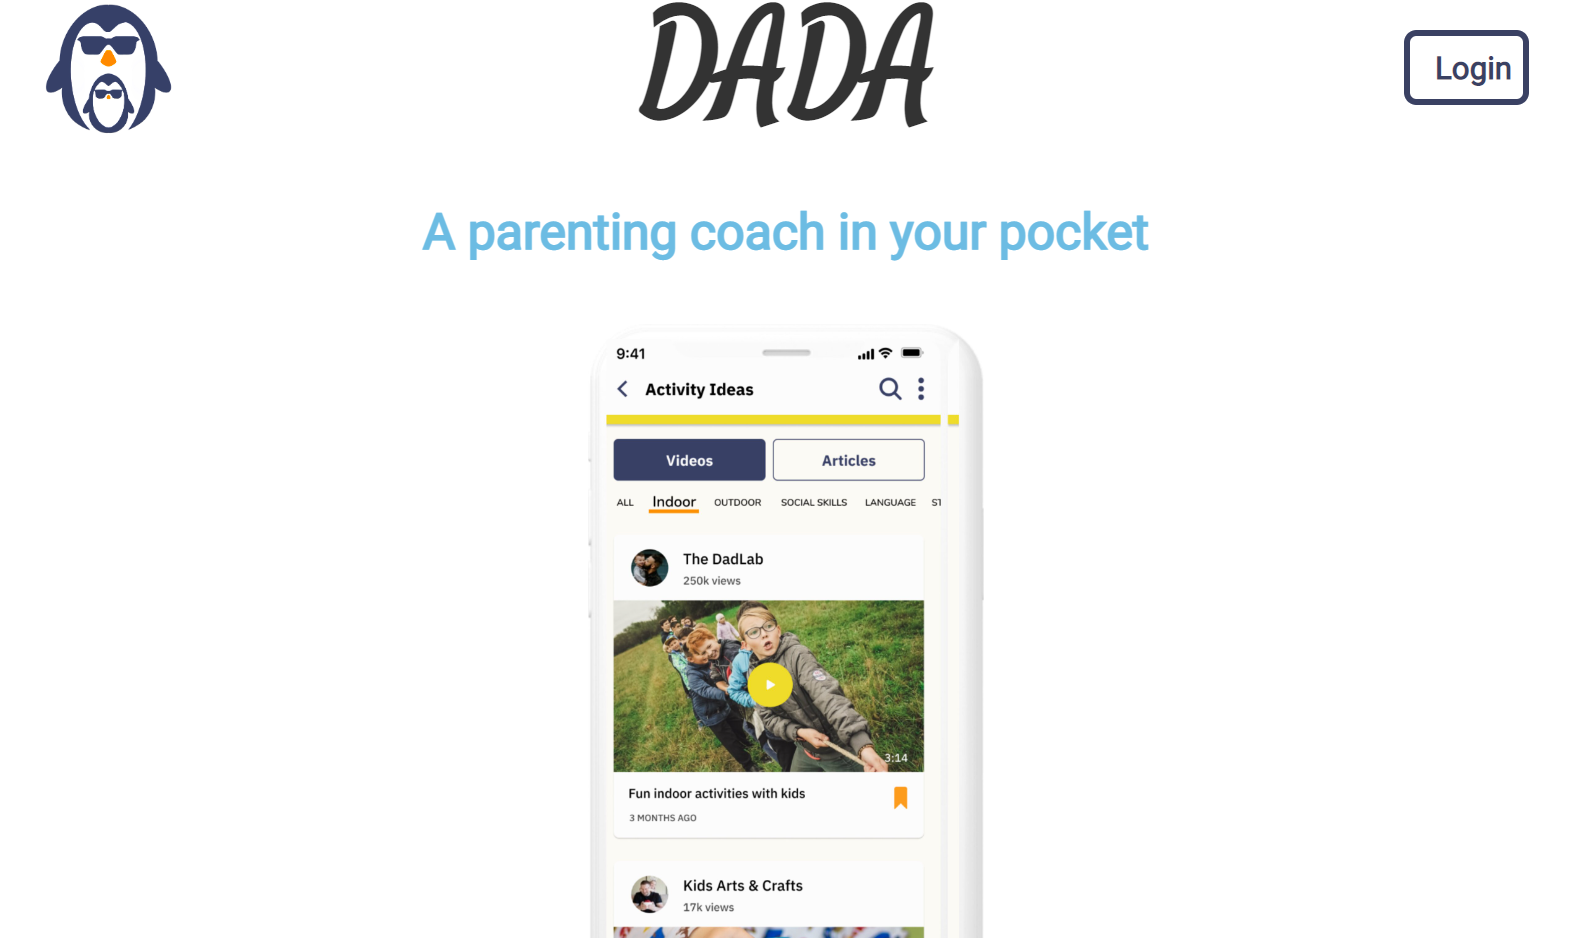 DADA
Login
A parenting coach in your pocket
9:41
Activity Ideas
Videos
Articles
ALL
Indoor
OUTDOOR
SOCIAL SKILLS
LANGUAGE
ST
The DadLab
250k views
3:14
Fun indoor activities with kids
3 MONTHS AGO
Kids Arts & Crafts
17k views